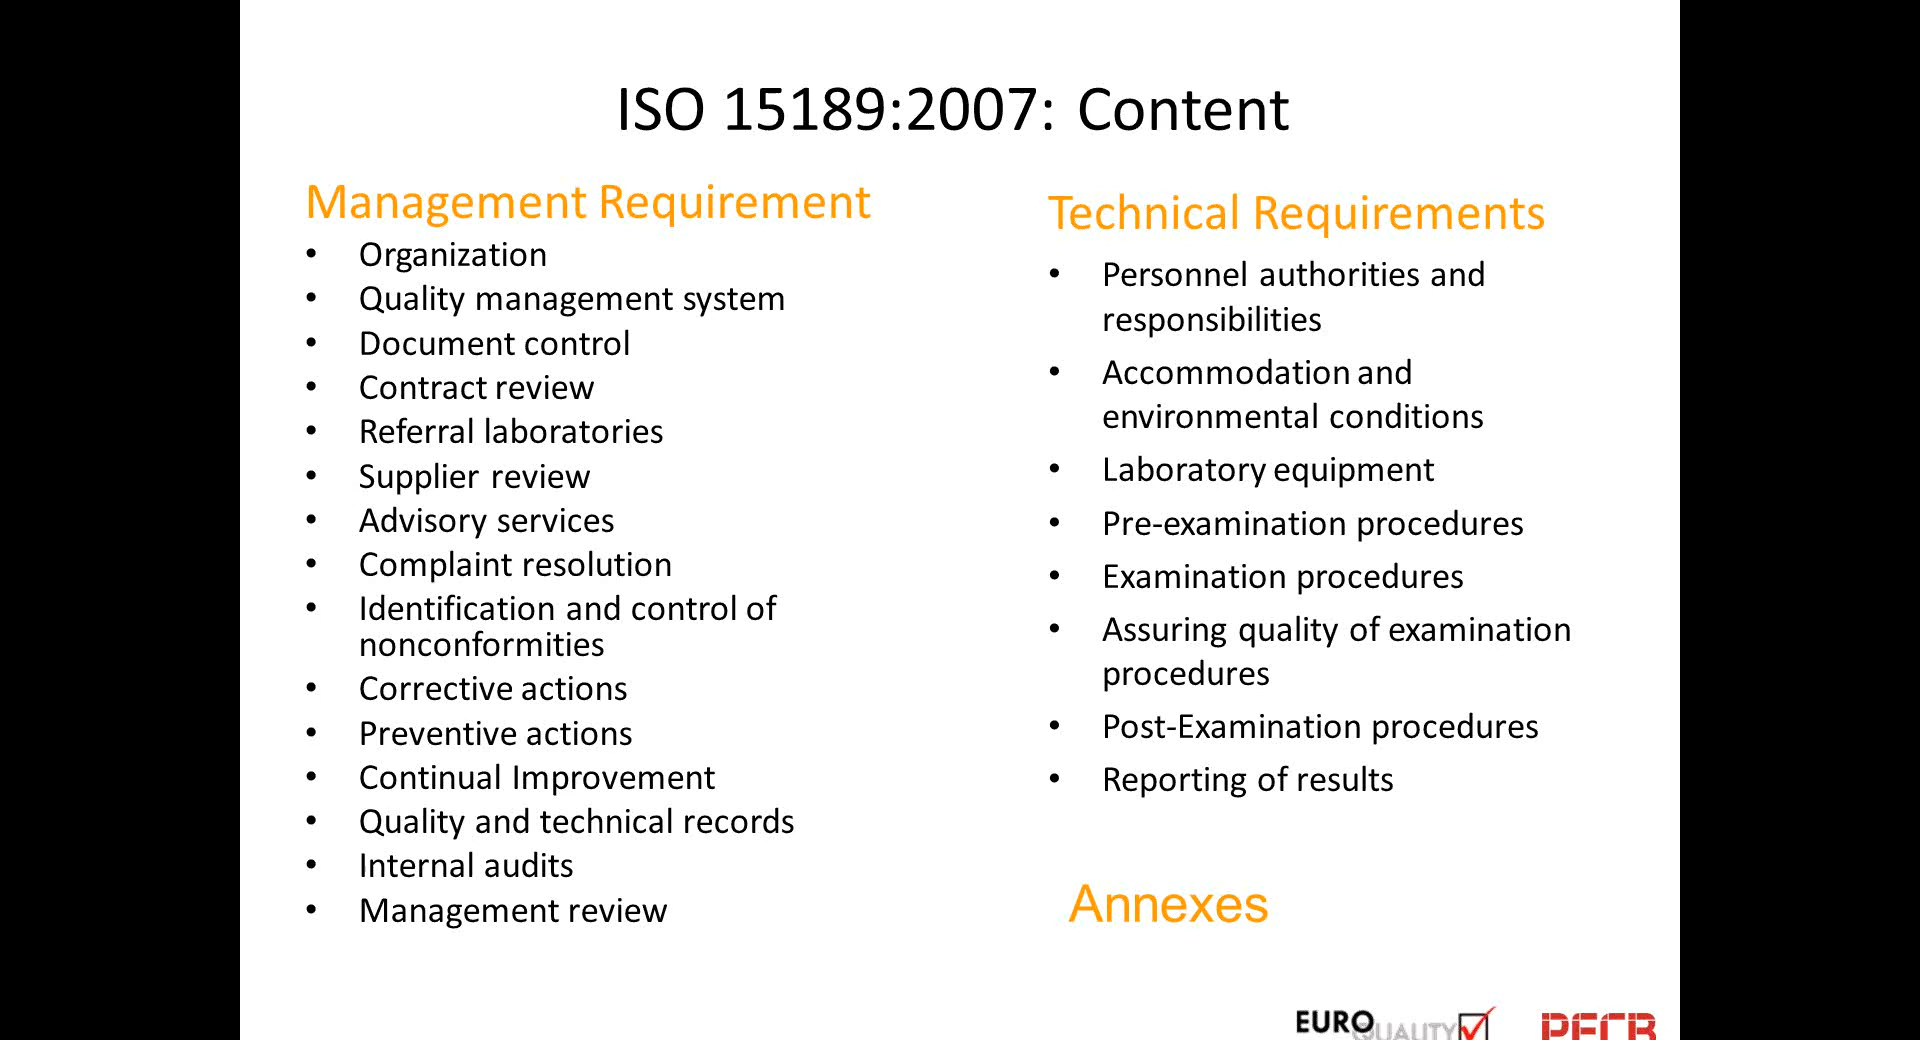 ISO 15189:2007: Content
Management Requirement
• Organization
• Quality management system
• Document control
• Contract review
• Referral laboratories
• Supplier review
• Advisory services
• Complaint resolution
• Identification and control of
nonconformities
• Corrective actions
• Preventive actions
• Continual Improvement
• Quality and technical records
• Internal audits
• Management review
Technical Requirements
• Personnel authorities and
responsibilities
• Accommodation and
environmental conditions
• Laboratory equipment
• Pre-examination procedures
• Examination procedures
• Assuring quality of examination
procedures
• Post-Examination procedures
• Reporting of results
Annexes
EURO
QUALITY
PECB